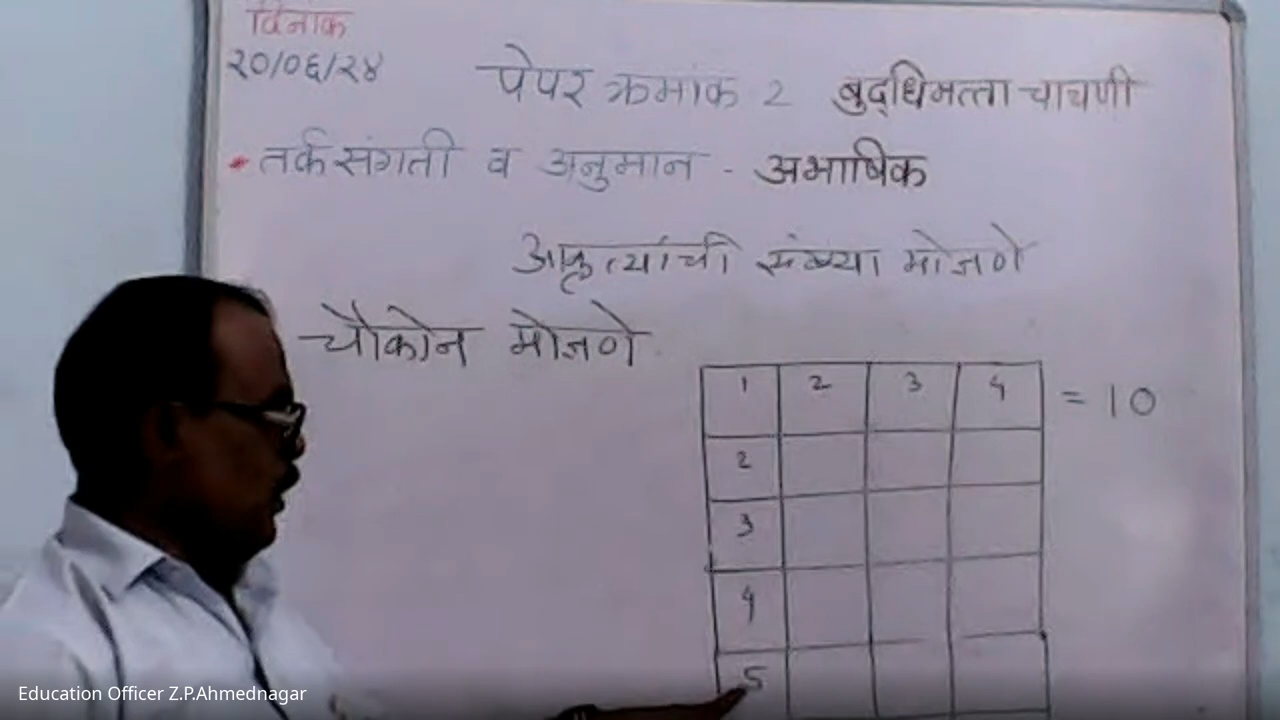 दिनांक
२०/०६/२४
पेपर क्रमांक 2 बुद्धिमत्ता चाचणी
• तर्कसंगती व अनुमान - अभाषिक
आकृत्यांची संख्या मोजणे
चौकोन मोजणे
1 2 3 4 = 10
2
3
4
5
Education Officer Z.P.Ahmednagar